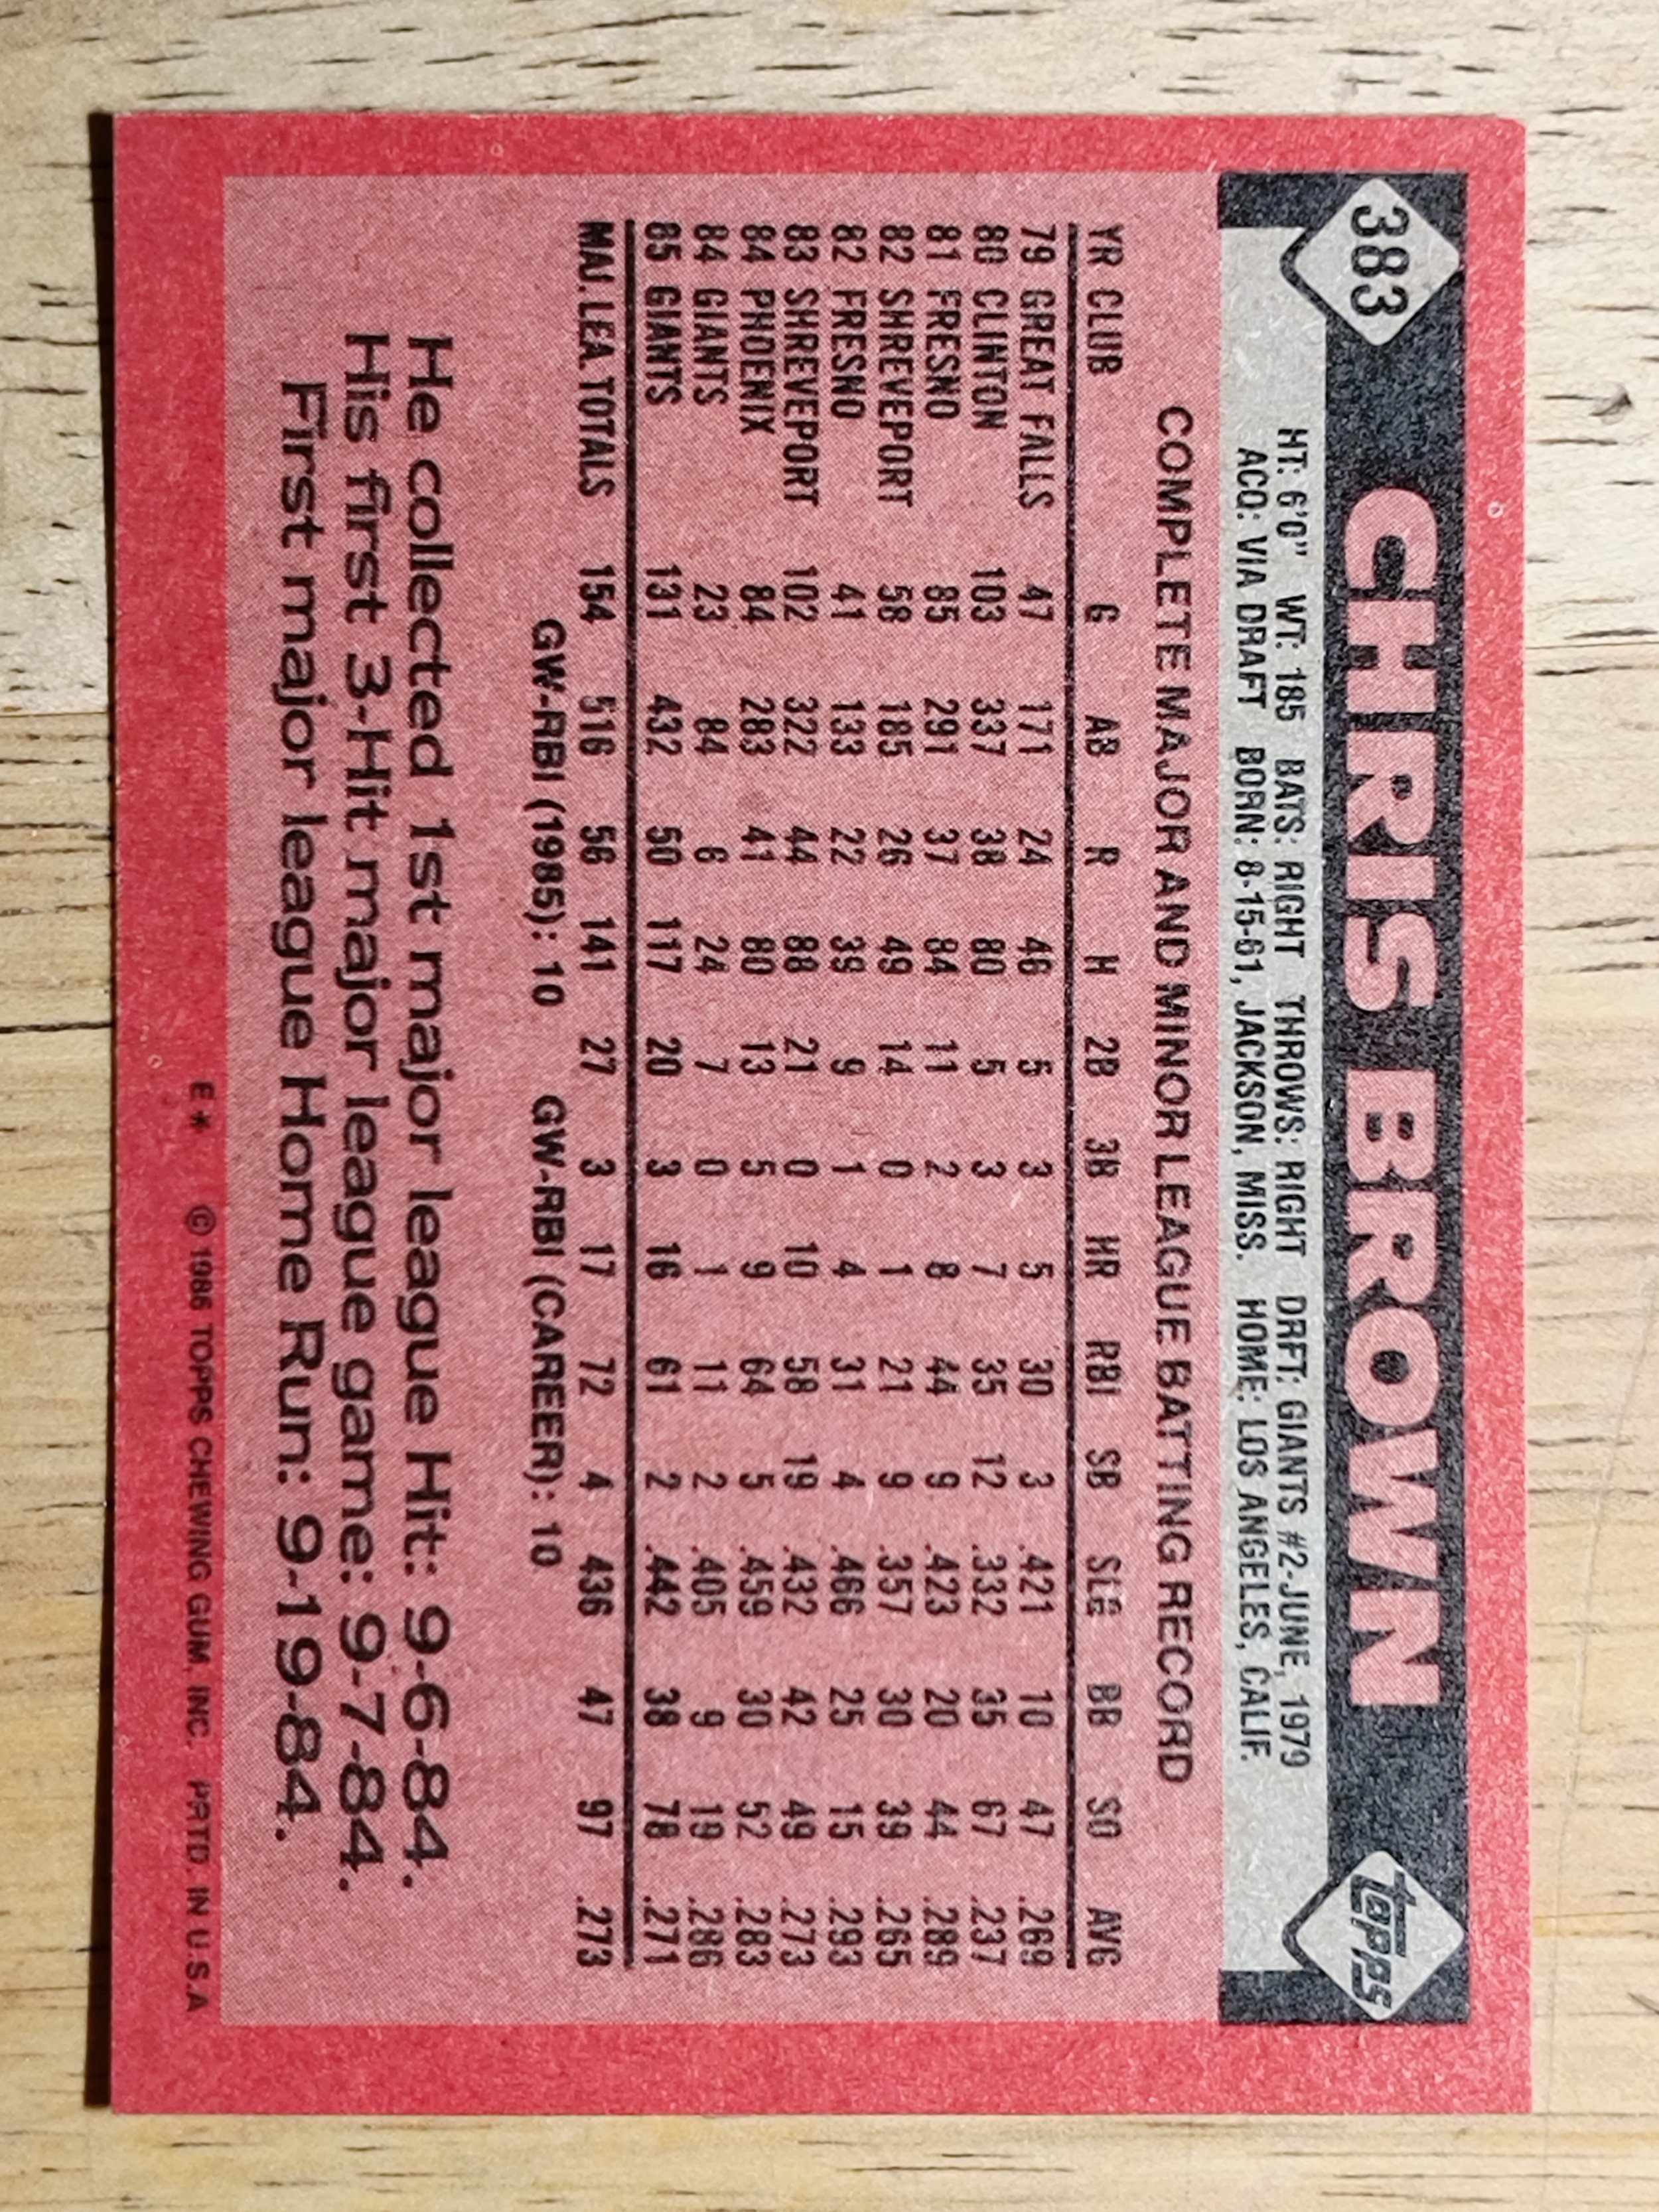 383 CHRIS BROWN topps
HT: 6'0" WT: 185 BATS: RIGHT THROWS: RIGHT DRFT: GIANTS #2-JUNE, 1979
ACQ: VIA DRAFT BORN: 8-15-61, JACKSON, MISS. HOME: LOS ANGELES, CALIF.
COMPLETE MAJOR AND MINOR LEAGUE BATTING RECORD
YR CLUB G AB R H 2B 3B HR RBI SB SLG BB SO AVG
79 GREAT FALLS 47 171 24 46 5 3 5 30 3 .421 10 47 .269
80 CLINTON 103 337 38 80 5 3 7 35 12 .332 35 67 .237
81 FRESNO 85 291 37 84 11 2 8 44 9 .423 20 44 .289
82 SHREVEPORT 58 185 26 49 14 0 1 21 9 .357 30 39 .265
82 FRESNO 41 133 22 39 9 1 4 31 4 .466 25 15 .293
83 SHREVEPORT 102 322 44 88 21 0 10 58 19 .432 42 49 .273
84 PHOENIX 84 283 41 80 13 5 9 64 5 .459 30 52 .283
84 GIANTS 23 84 6 24 7 0 1 11 2 .405 9 19 .286
85 GIANTS 131 432 50 117 20 3 16 61 2 .442 38 78 .271
MAJ. LEA. TOTALS 154 516 56 141 27 3 17 72 4 .436 47 97 .273
GW-RBI (1985): 10 GW-RBI (CAREER): 10
He collected 1st major league Hit: 9-6-84.
His first 3-Hit major league game: 9-7-84.
First major league Home Run: 9-19-84.
E* © 1986 TOPPS CHEWING GUM, INC. PRTD. IN U.S.A